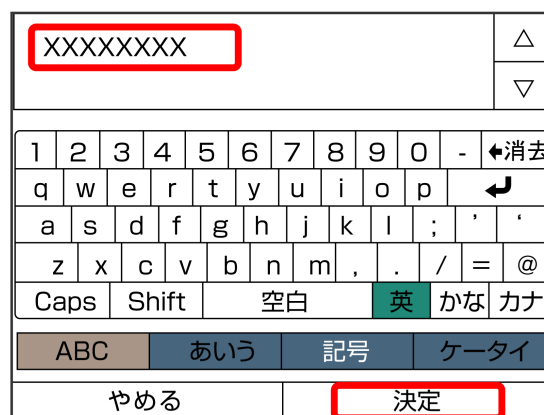 XXXXXXXX
△
▽
1 2 3 4 5 6 7 8 9 0 - ←消去
q w e r t y u i o p ↵
a s d f g h j k l ; ’ ‘
z x c v b n m , . / = @
Caps Shift 空白 英 かな カナ
ABC あいう 記号 ケータイ
やめる 決定